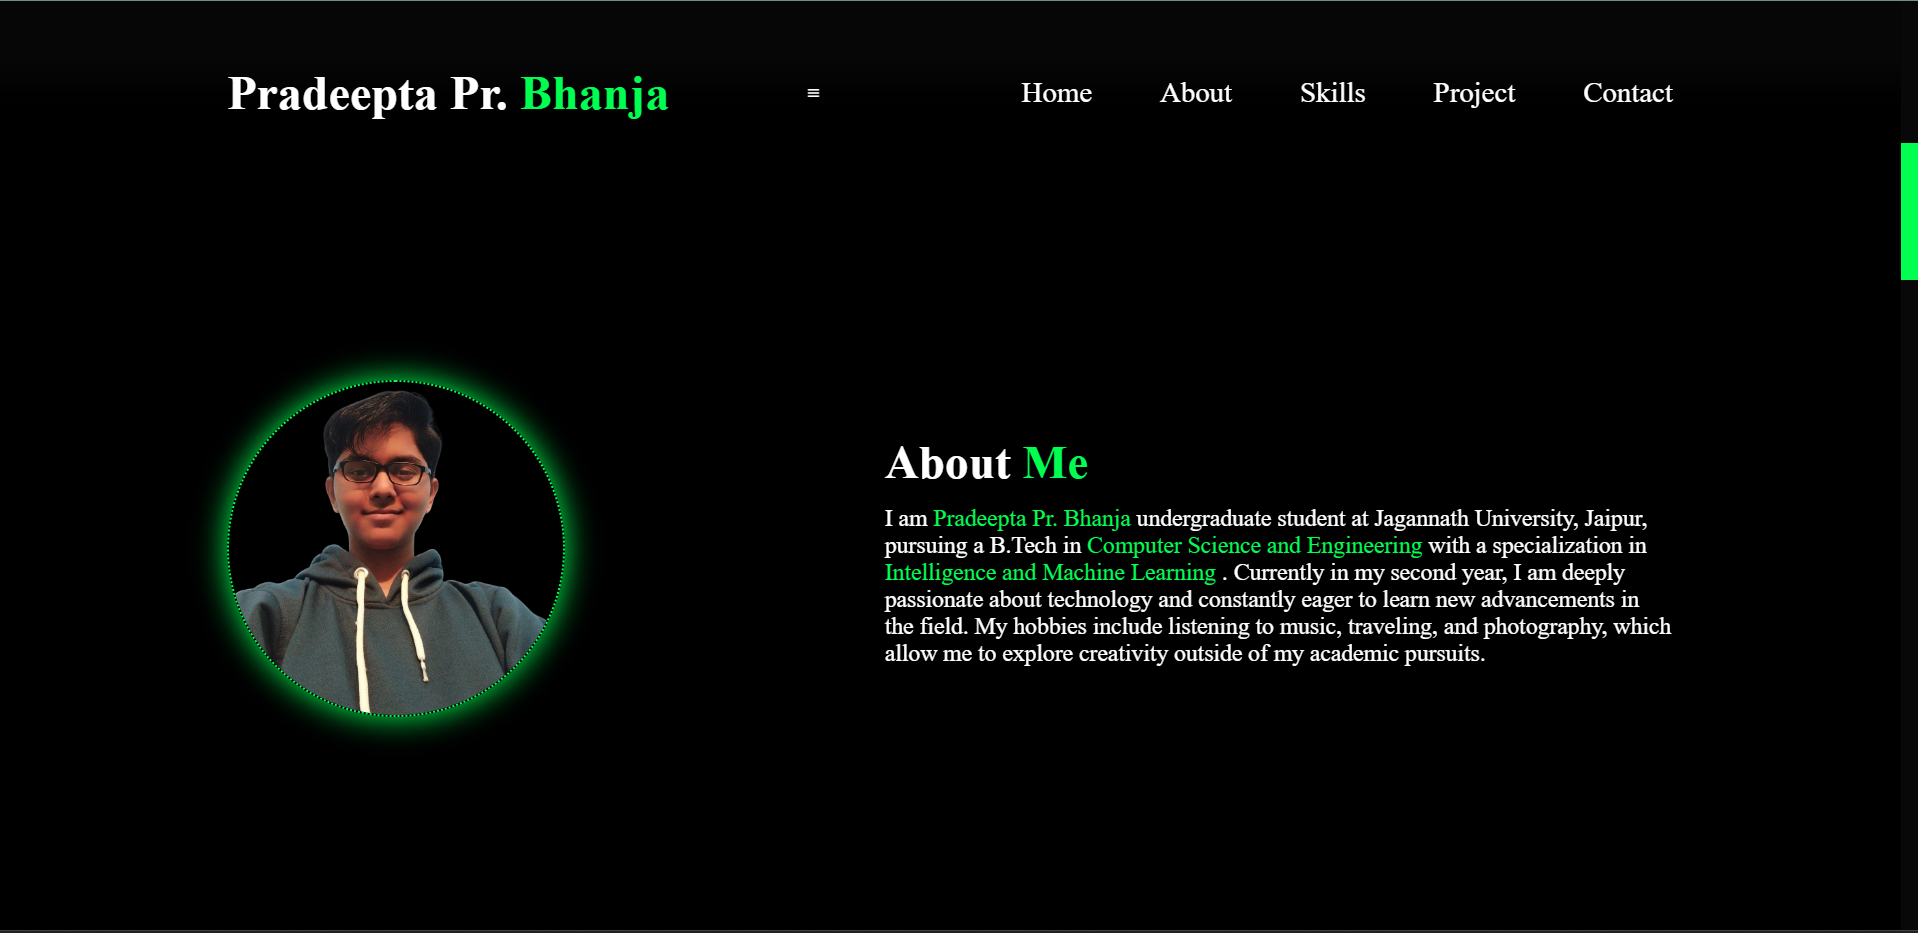 Pradeepta Pr. Bhanja
≡
Home
About
Skills
Project
Contact
About Me
I am Pradeepta Pr. Bhanja undergraduate student at Jagannath University, Jaipur,
pursuing a B.Tech in Computer Science and Engineering with a specialization in
Intelligence and Machine Learning . Currently in my second year, I am deeply
passionate about technology and constantly eager to learn new advancements in
the field. My hobbies include listening to music, traveling, and photography, which
allow me to explore creativity outside of my academic pursuits.